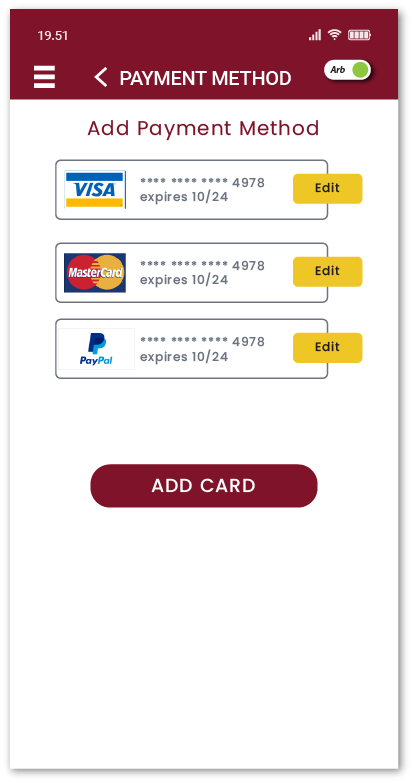 19.51
PAYMENT METHOD
Arb
Add Payment Method
VISA
**** **** **** 4978
expires 10/24
Edit
MasterCard
**** **** **** 4978
expires 10/24
Edit
PayPal
**** **** **** 4978
expires 10/24
Edit
ADD CARD